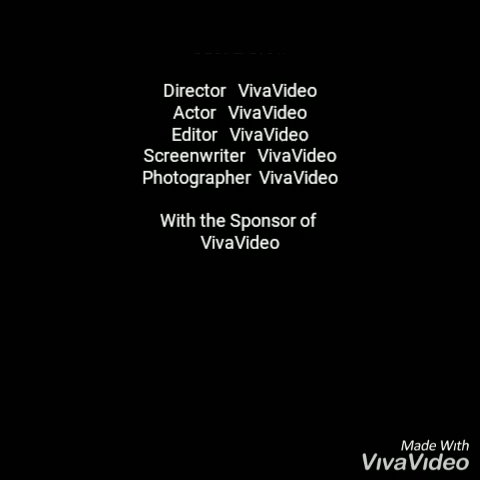 Director VivaVideo
Actor VivaVideo
Editor VivaVideo
Screenwriter VivaVideo
Photographer VivaVideo
With the Sponsor of
VivaVideo
Made With
VivaVideo